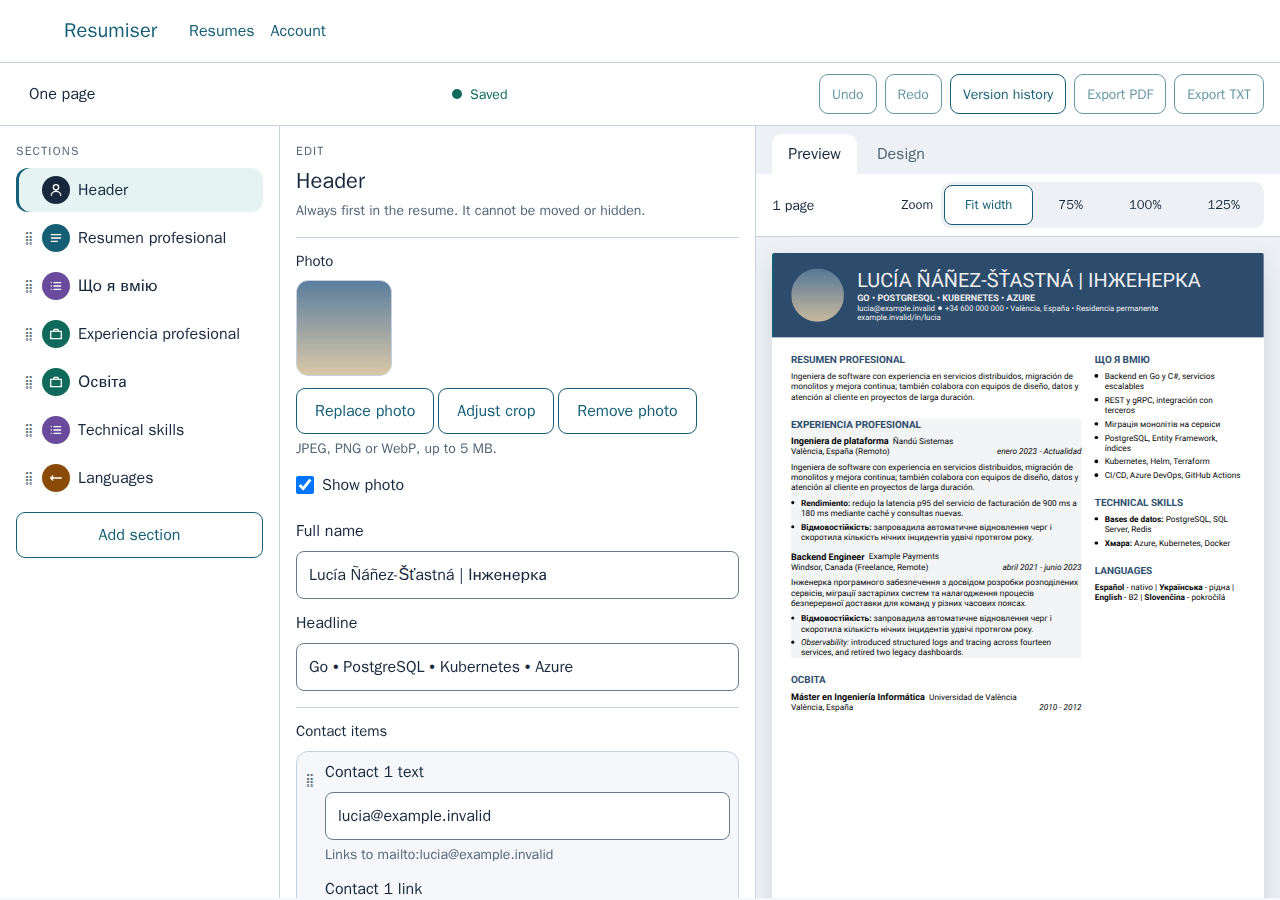 Resumiser
Resumes
Account
One page
Saved
Undo
Redo
Version history
Export PDF
Export TXT
SECTIONS
Header
Resumen profesional
Що я вмію
Experiencia profesional
Освіта
Technical skills
Languages
Add section
EDIT
Header
Always first in the resume. It cannot be moved or hidden.
Photo
Replace photo
Adjust crop
Remove photo
JPEG, PNG or WebP, up to 5 MB.
Show photo
Full name
Lucía Ñáñez-Šťastná | Інженерка
Headline
Go • PostgreSQL • Kubernetes • Azure
Contact items
Contact 1 text
lucia@example.invalid
Links to mailto:lucia@example.invalid
Contact 1 link
Preview
Design
1 page
Zoom
Fit width
75%
100%
125%
LUCÍA ÑÁÑEZ-ŠŤASTNÁ | ІНЖЕНЕРКА
GO • POSTGRESQL • KUBERNETES • AZURE
lucia@example.invalid • +34 600 000 000 • València, España • Residencia permanente
example.invalid/in/lucia
RESUMEN PROFESIONAL
Ingeniera de software con experiencia en servicios distribuidos, migración de
monolitos y mejora continua; también colabora con equipos de diseño, datos y
atención al cliente en proyectos de larga duración.
EXPERIENCIA PROFESIONAL
Ingeniera de plataforma Ñandú Sistemas
València, España (Remoto) enero 2023 - Actualidad
Ingeniera de software con experiencia en servicios distribuidos, migración de
monolitos y mejora continua; también colabora con equipos de diseño, datos y
atención al cliente en proyectos de larga duración.
• Rendimiento: redujo la latencia p95 del servicio de facturación de 900 ms a
180 ms mediante caché y consultas nuevas.
• Відмовостійкість: запровадила автоматичне відновлення черг і
скоротила кількість нічних інцидентів удвічі протягом року.
Backend Engineer Example Payments
Windsor, Canada (Freelance, Remote) abril 2021 - junio 2023
Інженерка програмного забезпечення з досвідом розробки розподілених
сервісів, міграції застарілих систем та налагодження процесів
безперервної доставки для команд у різних часових поясах.
• Відмовостійкість: запровадила автоматичне відновлення черг і
скоротила кількість нічних інцидентів удвічі протягом року.
• Observability: introduced structured logs and tracing across fourteen
services, and retired two legacy dashboards.
ОСВІТА
Máster en Ingeniería Informática Universidad de València
València, España 2010 - 2012
ЩО Я ВМІЮ
• Backend en Go y C#, servicios
escalables
• REST y gRPC, integración con
terceros
• Міграція монолітів на сервіси
• PostgreSQL, Entity Framework,
índices
• Kubernetes, Helm, Terraform
• CI/CD, Azure DevOps, GitHub Actions
TECHNICAL SKILLS
• Bases de datos: PostgreSQL, SQL
Server, Redis
• Хмара: Azure, Kubernetes, Docker
LANGUAGES
Español - nativo | Українська - рідна |
English - B2 | Slovenčina - pokročilá